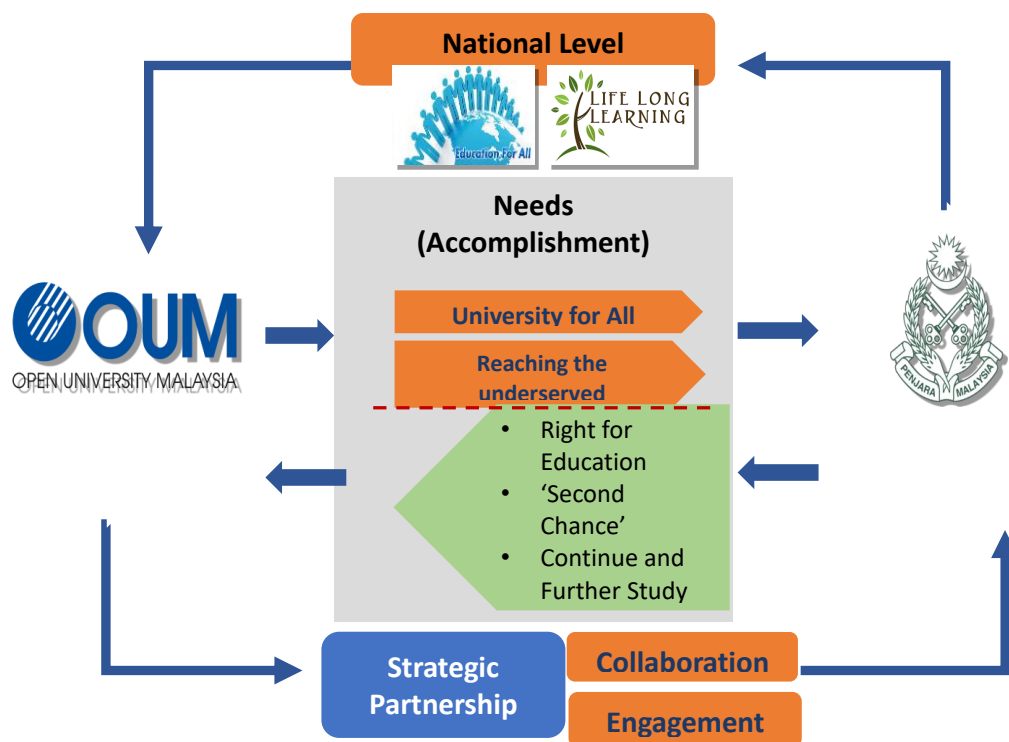 National Level
Education For All
LIFE LONG
LEARNING
Needs
(Accomplishment)
University for All
Reaching the
underserved
OUM
OPEN UNIVERSITY MALAYSIA
PENJARA MALAYSIA
• Right for
Education
• ‘Second
Chance’
• Continue and
Further Study
Strategic
Partnership
Collaboration
Engagement